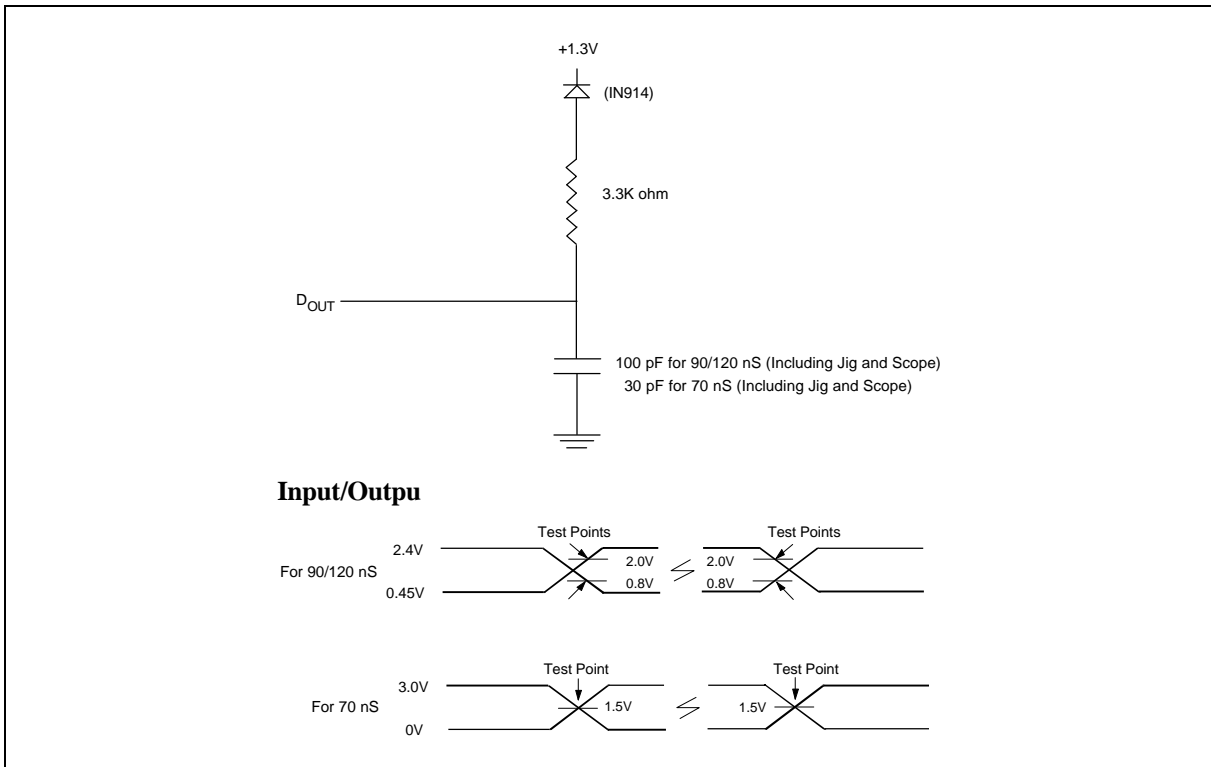 +1.3V
(IN914)
3.3K ohm
DOUT
100 pF for 90/120 nS (Including Jig and Scope)
30 pF for 70 nS (Including Jig and Scope)
Input/Outpu
Test Points Test Points
2.4V
2.0V 2.0V
For 90/120 nS
0.8V 0.8V
0.45V
Test Point Test Point
3.0V
For 70 nS 1.5V 1.5V
0V